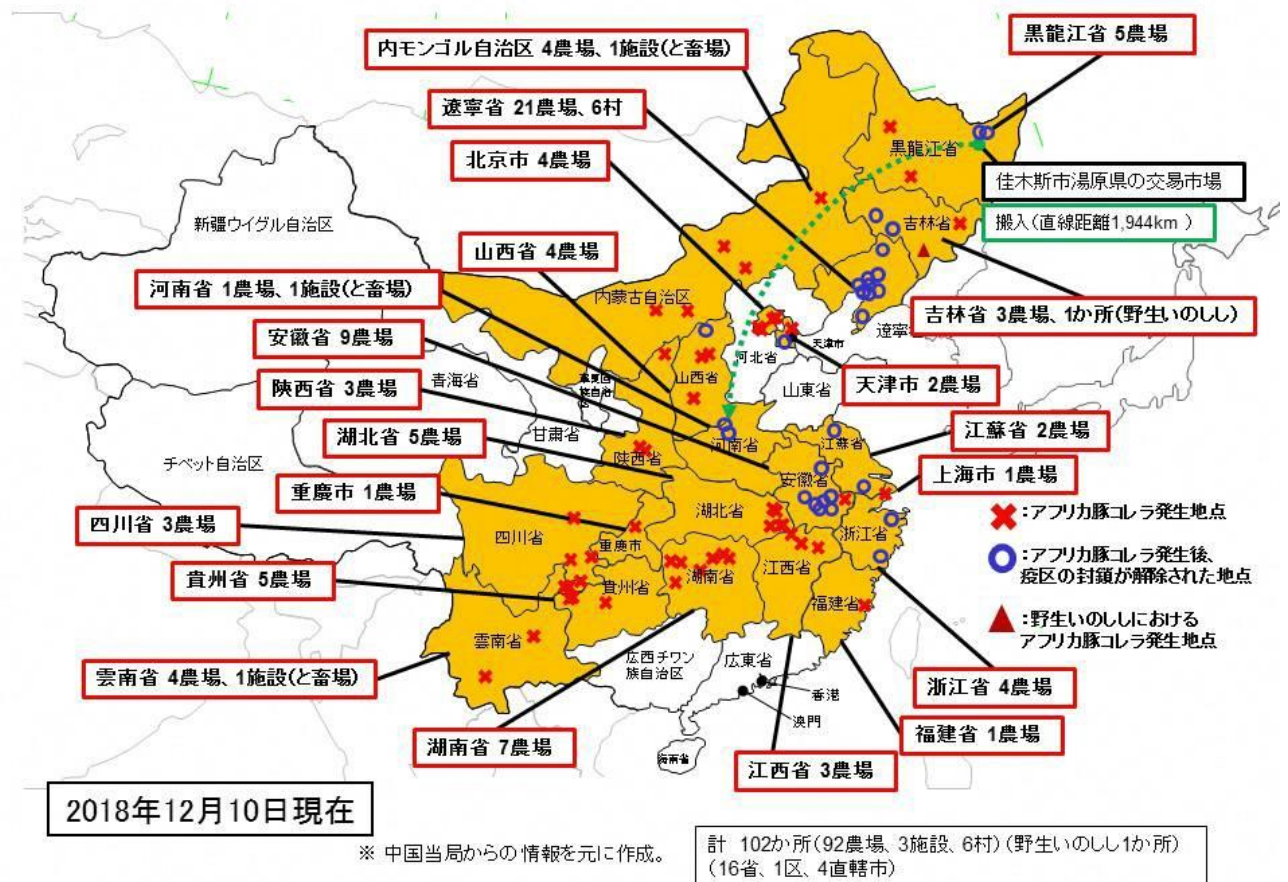 内モンゴル自治区 4農場、1施設(と畜場)
黒龍江省 5農場
遼寧省 21農場、6村
北京市 4農場
黒龍江省
佳木斯市湯原県の交易市場
新疆ウイグル自治区
吉林省
搬入(直線距離1,944km )
山西省 4農場
河南省 1農場、1施設(と畜場)
内蒙古自治区
吉林省 3農場、1か所(野生いのしし)
安徽省 9農場
遼寧省
天津市
河北省
青海省
寧夏回
族自治
区
山西省
山東省
天津市 2農場
陝西省 3農場
甘粛省
湖北省 5農場
河南省
江蘇省
江蘇省 2農場
チベット自治区
陝西省
安徽省
上海市 1農場
重慶市 1農場
湖北省
四川省 3農場
四川省
重慶市
浙江省
:アフリカ豚コレラ発生地点
貴州省 5農場
貴州省
湖南省
江西省
:アフリカ豚コレラ発生後、
疫区の封鎖が解除された地点
福建省
雲南省
:野生いのししにおける
アフリカ豚コレラ発生地点
雲南省 4農場、1施設(と畜場)
広西チワン
族自治区
広東省
香港
澳門
浙江省 4農場
湖南省 7農場
海南省
福建省 1農場
江西省 3農場
2018年12月10日現在
※ 中国当局からの情報を元に作成。
計 102か所(92農場、3施設、6村) (野生いのしし1か所)
(16省、1区、4直轄市)